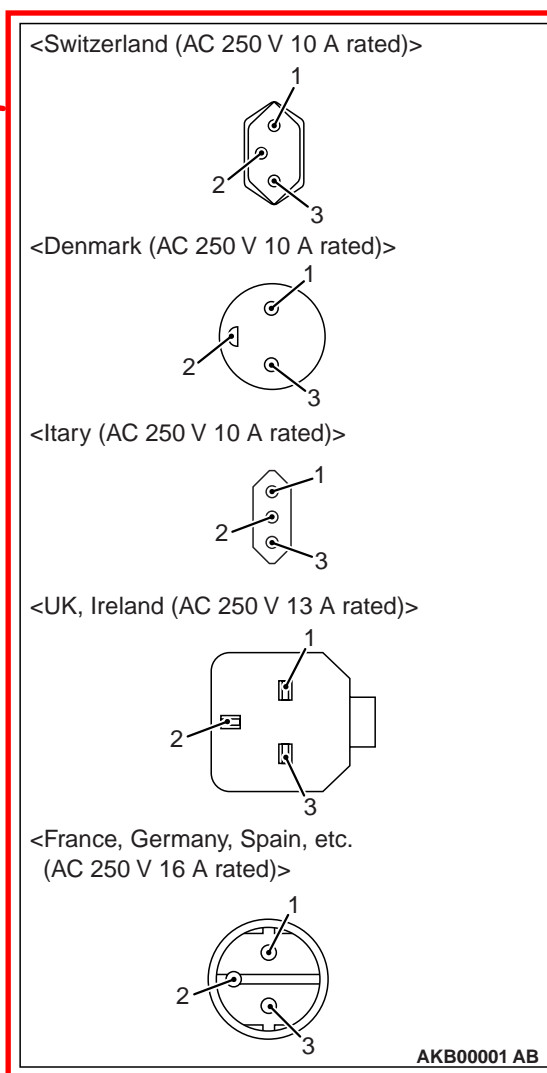 <Switzerland (AC 250 V 10 A rated)>
1
2
3
<Denmark (AC 250 V 10 A rated)>
1
2
3
<Itary (AC 250 V 10 A rated)>
1
2
3
<UK, Ireland (AC 250 V 13 A rated)>
1
2
3
<France, Germany, Spain, etc.
(AC 250 V 16 A rated)>
1
2
3
AKB00001 AB